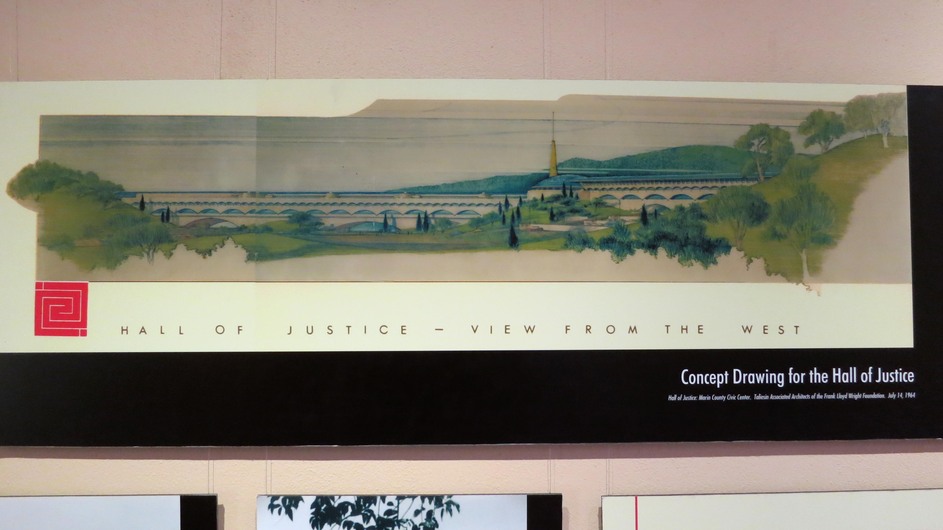 HALL OF JUSTICE – VIEW FROM THE WEST
Concept Drawing for the Hall of Justice
Hall of Justice: Marin County Civic Center. Taliesin Associated Architects of the Frank Lloyd Wright Foundation. July 14, 1964